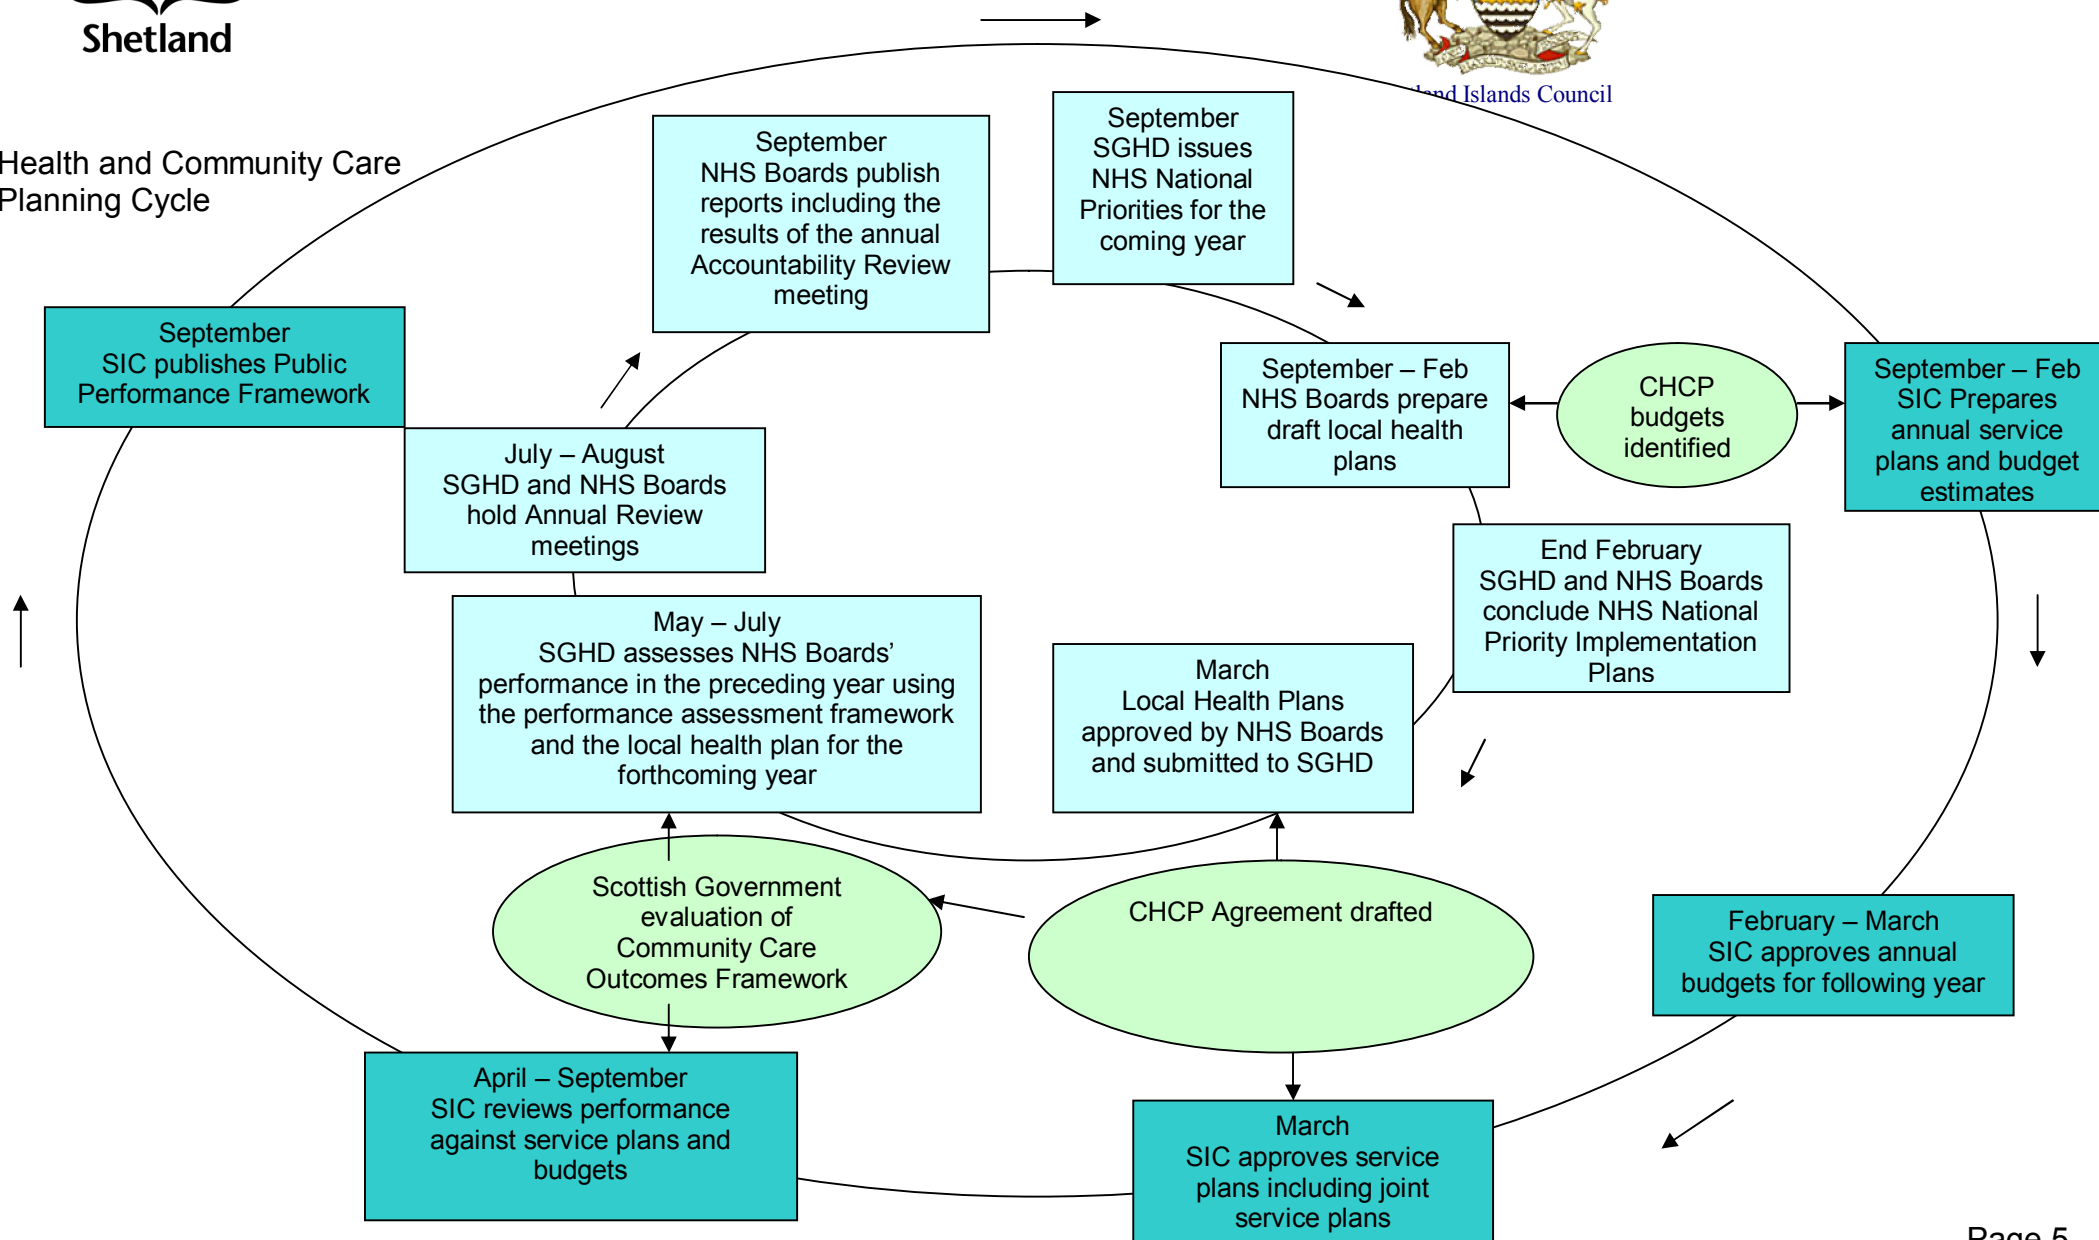 Shetland
land Islands Council
Health and Community Care
Planning Cycle
September
NHS Boards publish
reports including the
results of the annual
Accountability Review
meeting
September
SGHD issues
NHS National
Priorities for the
coming year
September
SIC publishes Public
Performance Framework
September – Feb
NHS Boards prepare
draft local health
plans
CHCP
budgets
identified
September – Feb
SIC Prepares
annual service
plans and budget
estimates
July – August
SGHD and NHS Boards
hold Annual Review
meetings
End February
SGHD and NHS Boards
conclude NHS National
Priority Implementation
Plans
May – July
SGHD assesses NHS Boards’
performance in the preceding year using
the performance assessment framework
and the local health plan for the
forthcoming year
March
Local Health Plans
approved by NHS Boards
and submitted to SGHD
Scottish Government
evaluation of
Community Care
Outcomes Framework
CHCP Agreement drafted
February – March
SIC approves annual
budgets for following year
April – September
SIC reviews performance
against service plans and
budgets
March
SIC approves service
plans including joint
service plans
Page 5